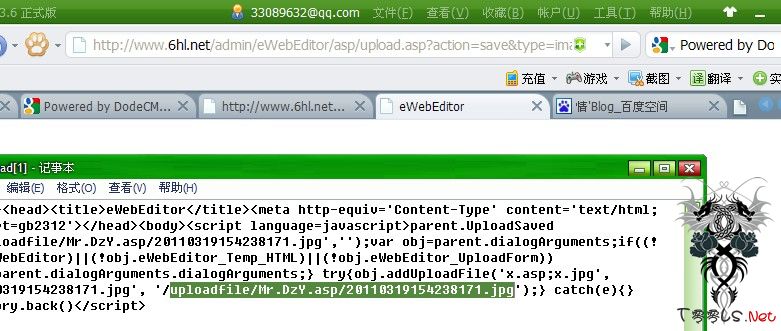 3.6 正式版 33089632@qq.com 文件(F) 查看(V) 收藏(B) 帐户(U) 工具(T) 帮助(H)
http://www.6hl.net/admin/eWebEditor/asp/upload.asp?action=save&type=ima Powered by Do
充值 游戏 截图 翻译
Powered by DodeCM... http://www.6hl.net... eWebEditor 情'Blog_百度空间
ad[1] - 记事本
编辑(E) 格式(O) 查看(V) 帮助(H)
<head><title>eWebEditor</title><meta http-equiv='Content-Type' content='text/html;
et=gb2312'></head><body><script language=javascript>parent.UploadSaved
loadfile/Mr.DzY.asp/20110319154238171.jpg','');var obj=parent.dialogArguments;if((!
WebEditor)||(!obj.eWebEditor_Temp_HTML)||(!obj.eWebEditor_UploadForm))
parent.dialogArguments.dialogArguments;} try{obj.addUploadFile('x.asp;x.jpg',
0319154238171.jpg', '/uploadfile/Mr.DzY.asp/20110319154238171.jpg');} catch(e){}
ory.back()</script>